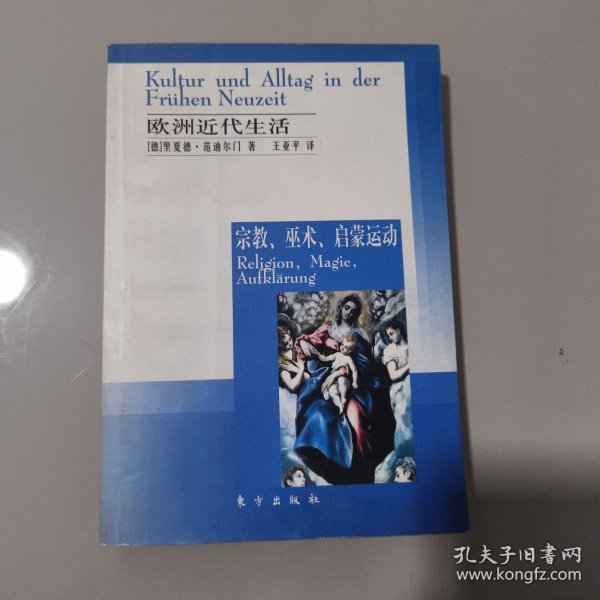 Kultur und Alltag in der
Frühen Neuzeit
欧洲近代生活
[德]里夏德·范迪尔门 著 王亚平 译
宗教、巫术、启蒙运动
Religion, Magie,
Aufklärung
东方出版社
孔夫子旧书网
www.kongfz.com